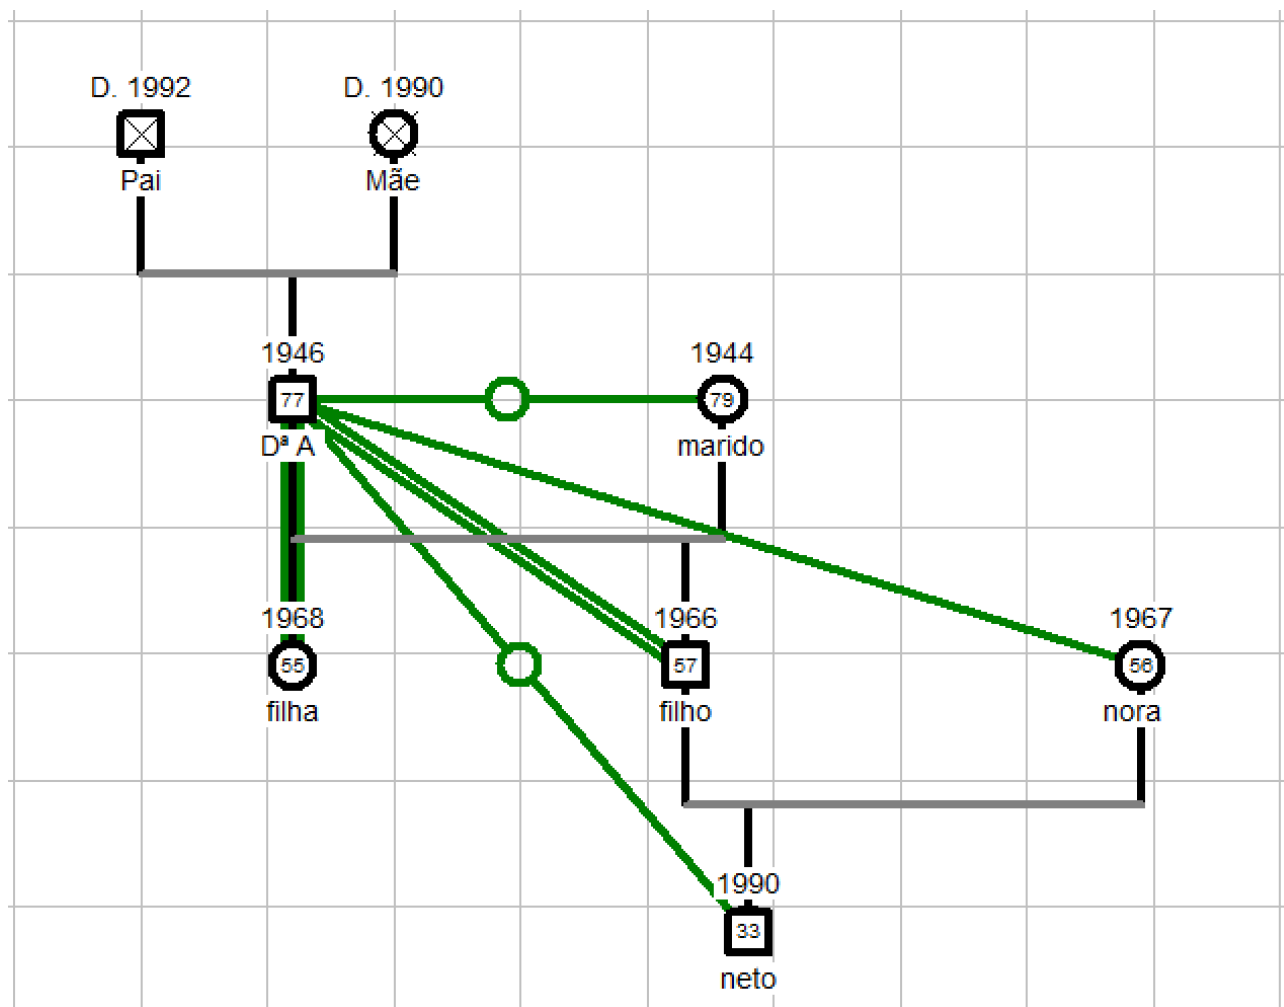 D. 1992
D. 1990
Pai
Mãe
1946
1944
77
79
Dª A
marido
1968
1966
1967
55
57
56
filha
filho
nora
1990
33
neto